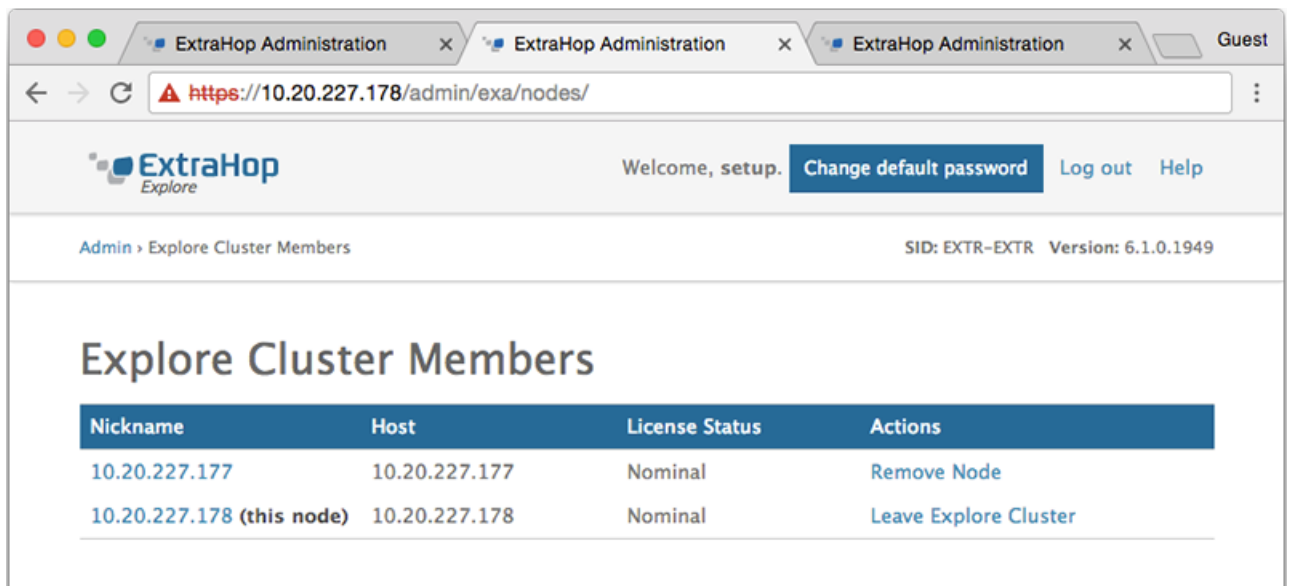 ExtraHop Administration × ExtraHop Administration × ExtraHop Administration × Guest
https://10.20.227.178/admin/exa/nodes/
ExtraHop
Explore
Welcome, setup. Change default password Log out Help
Admin › Explore Cluster Members SID: EXTR-EXTR Version: 6.1.0.1949
Explore Cluster Members
Nickname Host License Status Actions
10.20.227.177 10.20.227.177 Nominal Remove Node
10.20.227.178 (this node) 10.20.227.178 Nominal Leave Explore Cluster